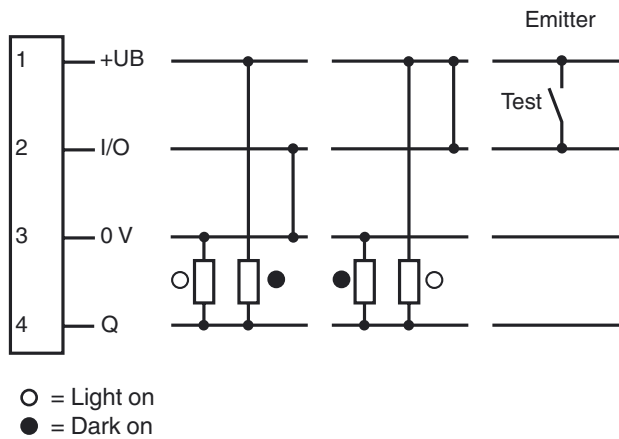 Emitter
1 +UB
Test
2 I/O
3 0 V
4 Q
= Light on
= Dark on